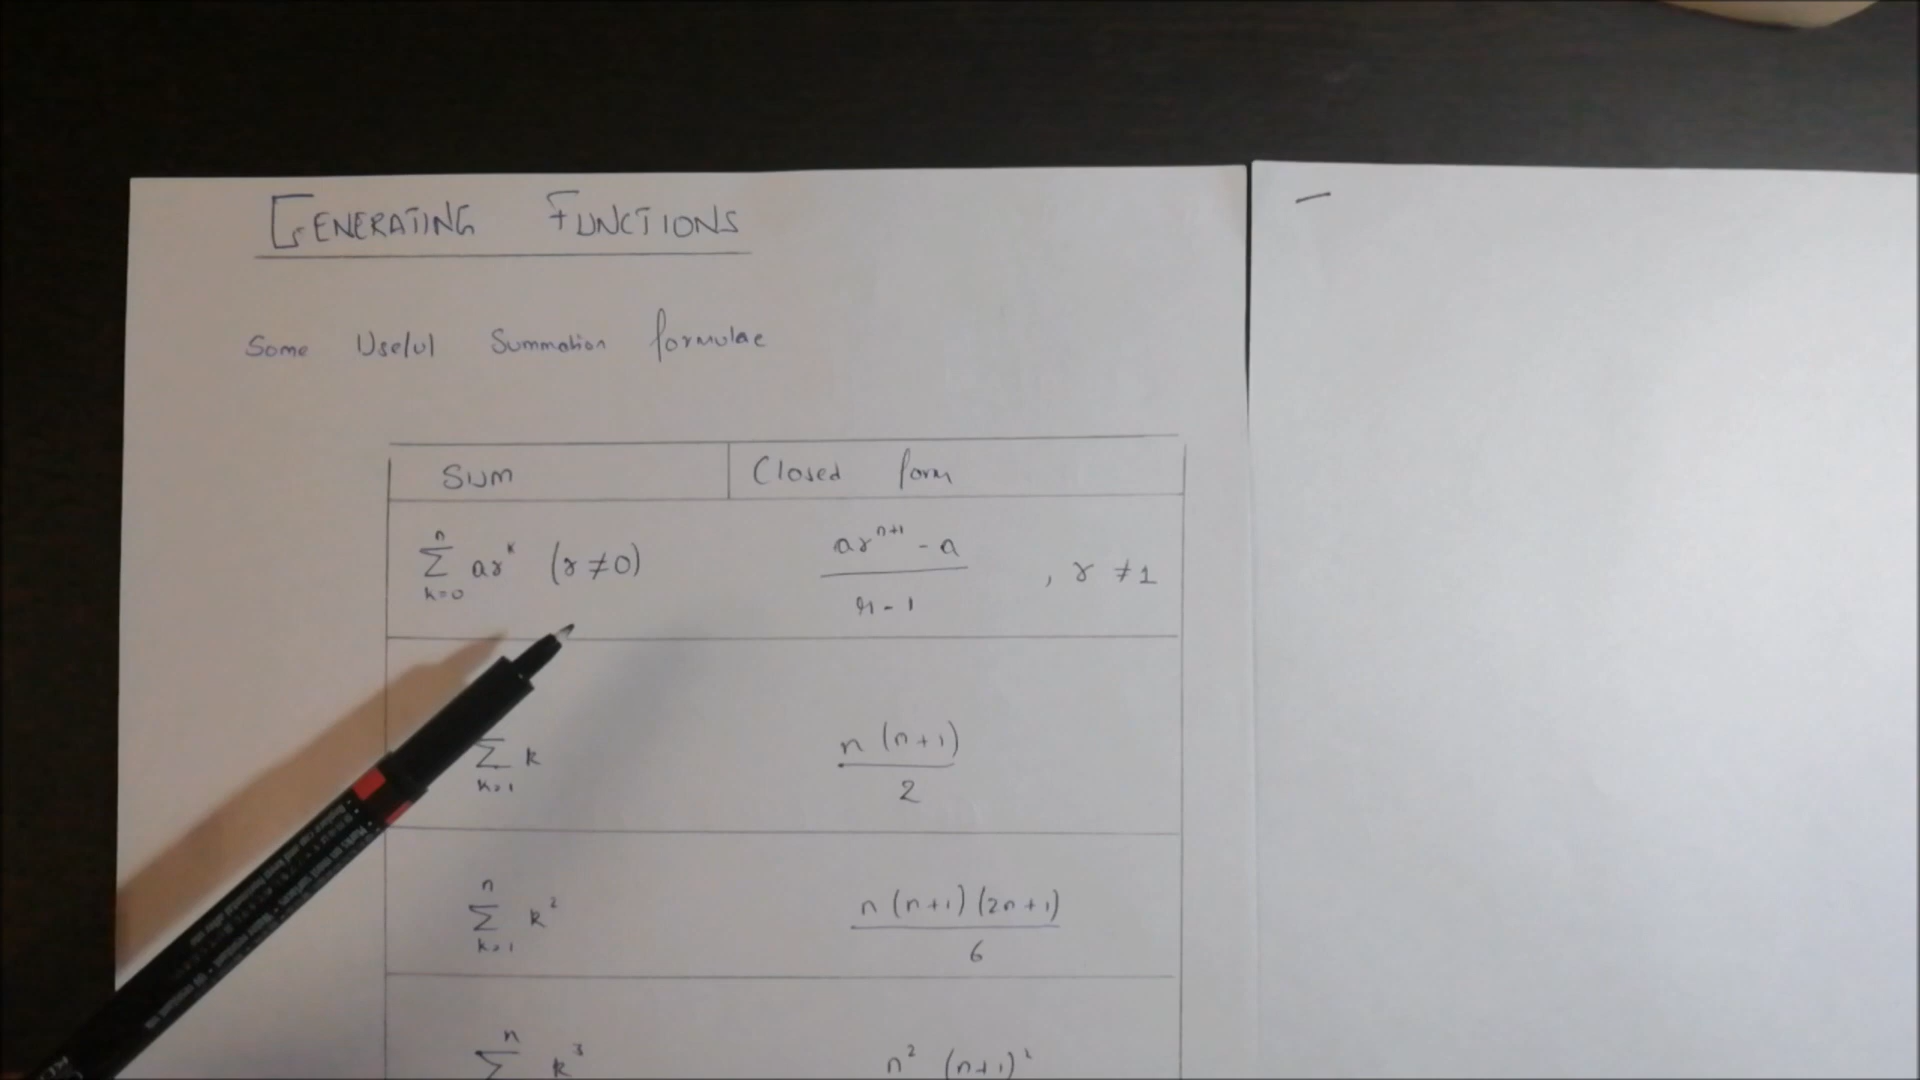 GENERATING FUNCTIONS
Some Useful Summation formulae
Sum Closed form
n
∑ ar^k (r ≠ 0) (ar^(n+1) - a) / (r - 1) , r ≠ 1
k=0
∑ k n (n+1) / 2
k=1
n
∑ k² n (n+1) (2n+1) / 6
k=1
n
∑ k³ n² (n+1)²